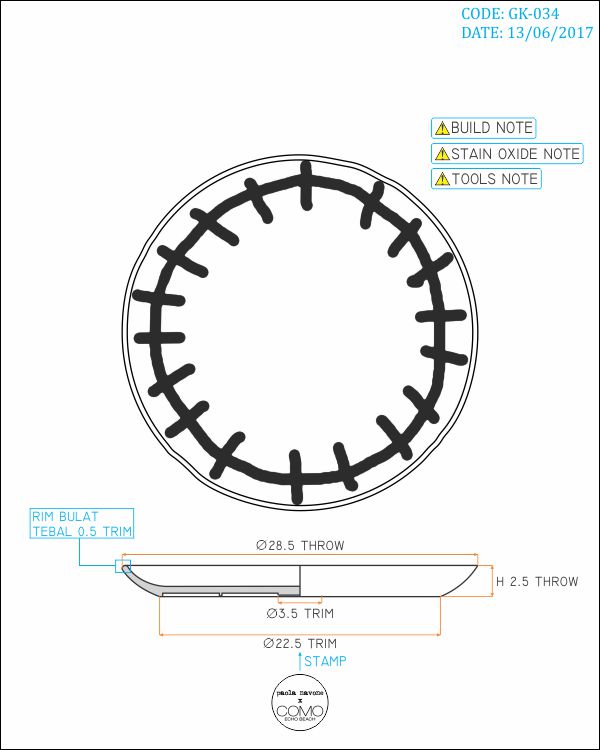 CODE: GK-034
DATE: 13/06/2017
BUILD NOTE
STAIN OXIDE NOTE
TOOLS NOTE
RIM BULAT
TEBAL 0.5 TRIM
Ø28.5 THROW
H 2.5 THROW
Ø3.5 TRIM
Ø22.5 TRIM
STAMP
paola navone
x
COMO
ECHO BEACH